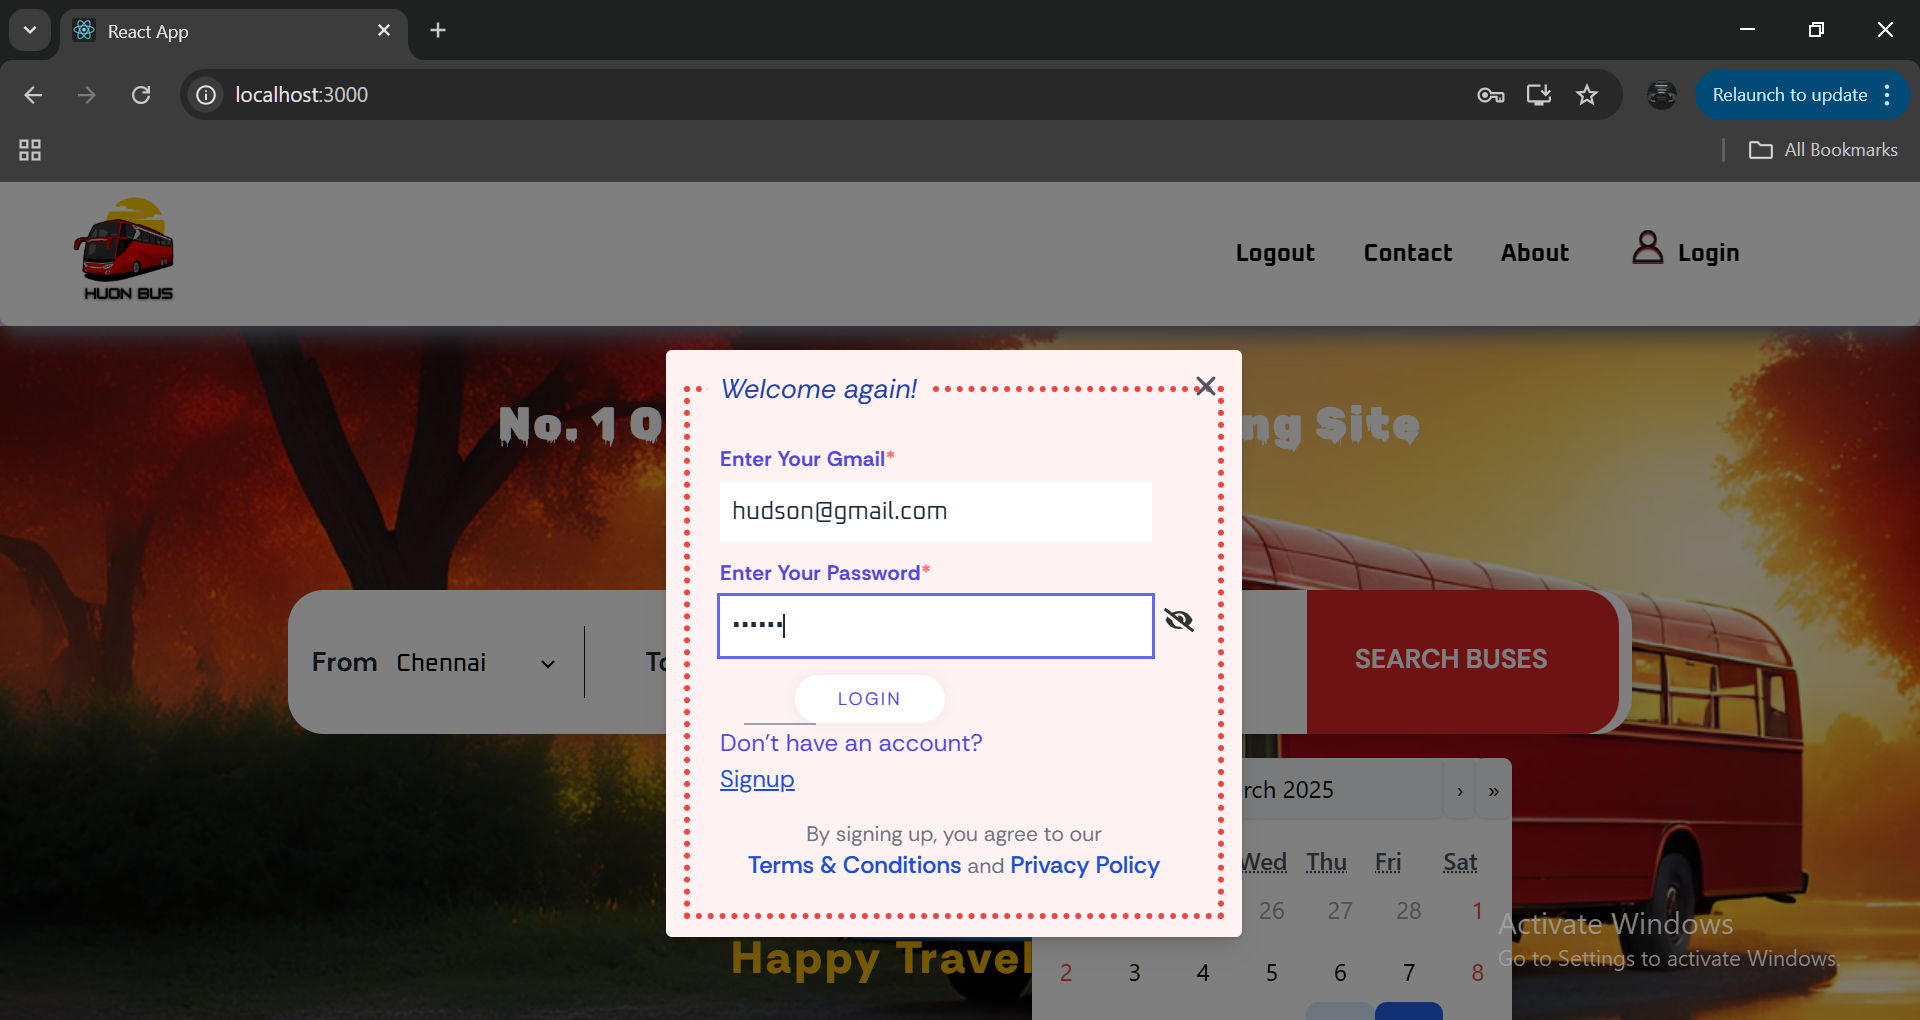 React App
localhost:3000
Relaunch to update
All Bookmarks
HUON BUS
Logout Contact About Login
Welcome again!
No. 1 O
ng Site
Enter Your Gmail*
hudson@gmail.com
Enter Your Password*
••••••
From Chennai
To
SEARCH BUSES
LOGIN
Don't have an account?
Signup
By signing up, you agree to our
Terms & Conditions and Privacy Policy
rch 2025 › »
Wed Thu Fri Sat
26 27 28 1
2 3 4 5 6 7 8
Happy Travel
Activate Windows
Go to Settings to activate Windows.